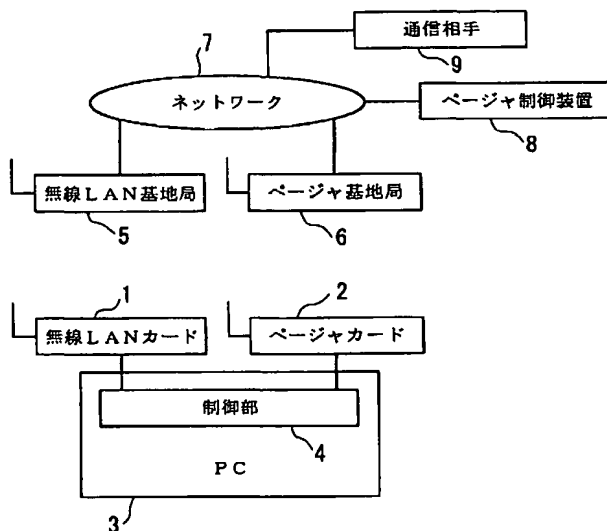 通信相手
9
7
ネットワーク
ページャ制御装置
8
無線LAN基地局
5
ページャ基地局
6
1
無線LANカード
2
ページャカード
制御部
4
PC
3